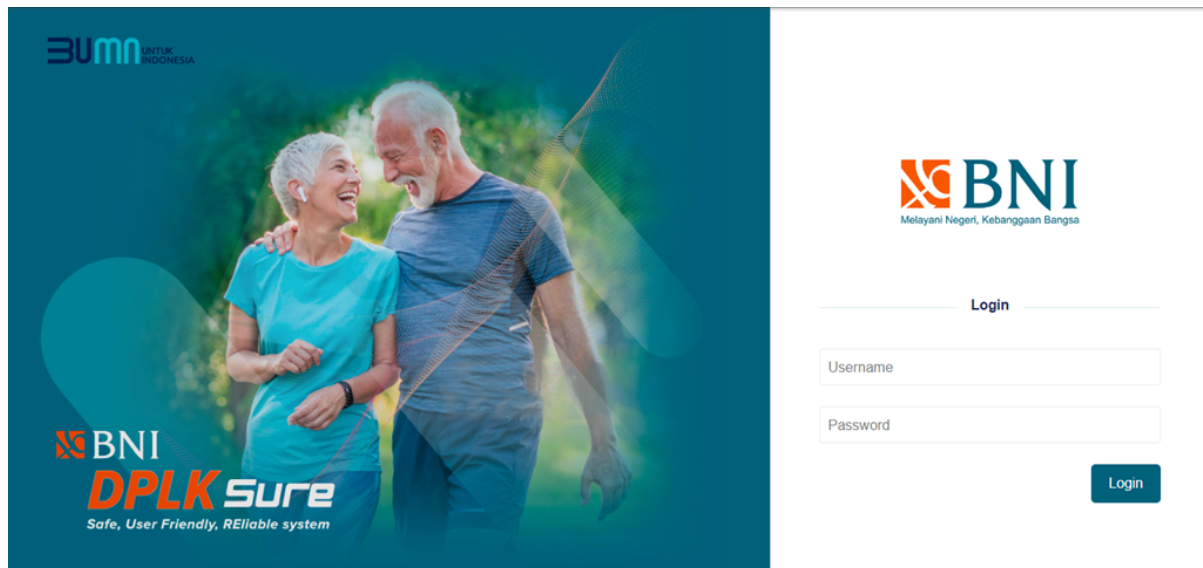 BUMN UNTUK
INDONESIA
BNI
DPLK Sure
Safe, User Friendly, REliable system
BNI
Melayani Negeri, Kebanggaan Bangsa
Login
Username
Password
Login